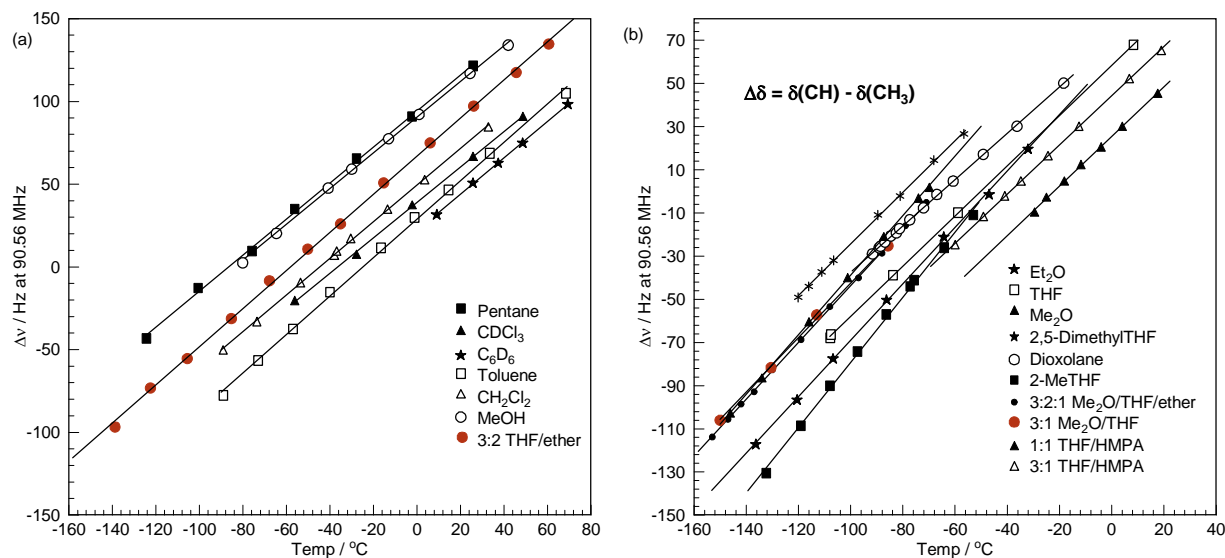 (a)
150
100
50
0
-50
-100
-150
Δν / Hz at 90.56 MHz
-160 -140 -120 -100 -80 -60 -40 -20 0 20 40 60 80
Temp / °C
Pentane
CDCl₃
C₆D₆
Toluene
CH₂Cl₂
MeOH
3:2 THF/ether
(b)
70
50
30
10
-10
-30
-50
-70
-90
-110
-130
-150
Δν / Hz at 90.56 MHz
-160 -140 -120 -100 -80 -60 -40 -20 0 20 40
Temp / °C
Δδ = δ(CH) - δ(CH₃)
Et₂O
THF
Me₂O
2,5-DimethylTHF
Dioxolane
2-MeTHF
3:2:1 Me₂O/THF/ether
3:1 Me₂O/THF
1:1 THF/HMPA
3:1 THF/HMPA